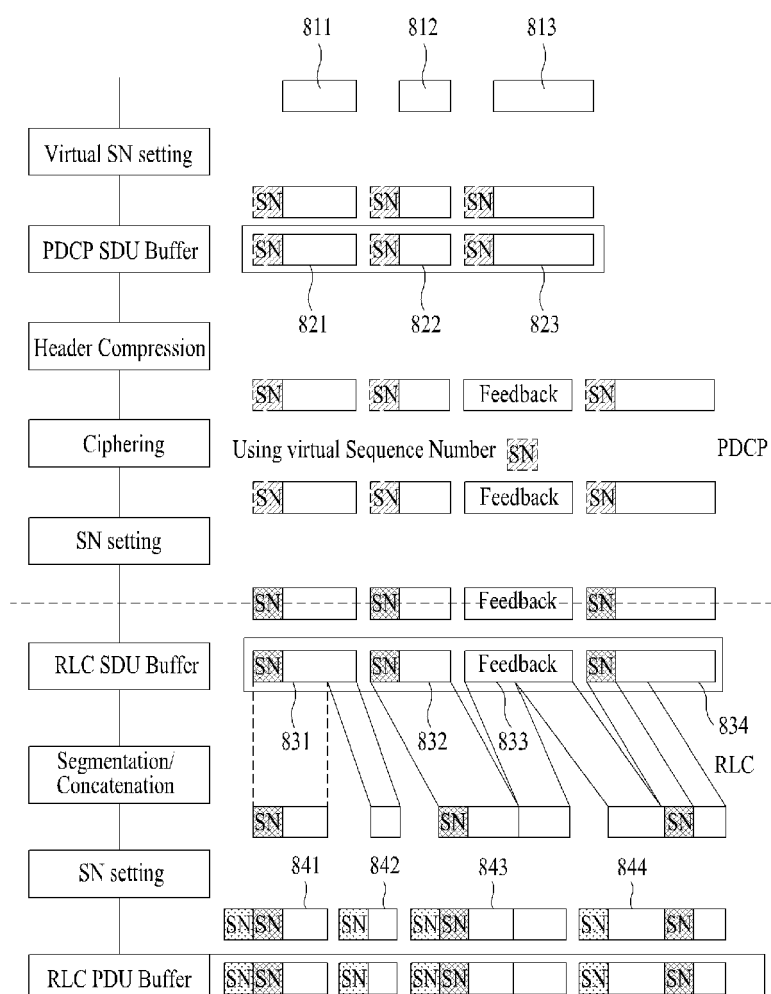 811 812 813
Virtual SN setting
SN SN SN
PDCP SDU Buffer SN SN SN
821 822 823
Header Compression
SN SN Feedback SN
Ciphering Using virtual Sequence Number SN PDCP
SN SN Feedback SN
SN setting
SN SN Feedback SN
RLC SDU Buffer SN SN Feedback SN
831 832 833 834
Segmentation/
Concatenation
RLC
SN SN SN
SN setting 841 842 843 844
SN SN SN SN SN SN SN
RLC PDU Buffer SN SN SN SN SN SN SN